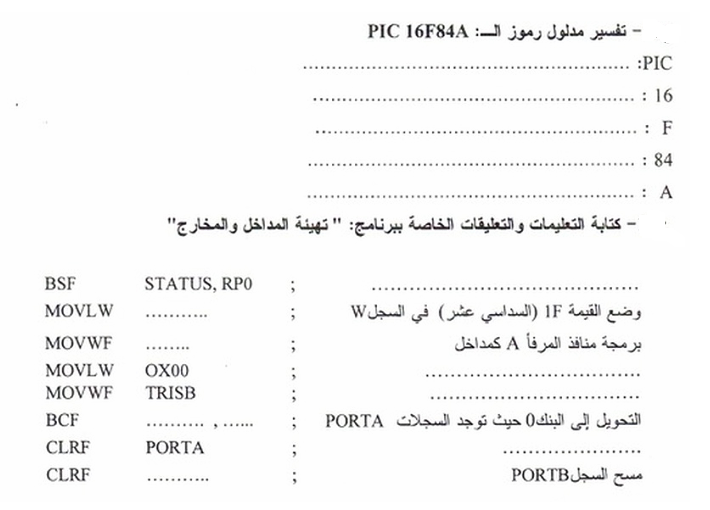 - تفسير مدلول رموز الـــ: PIC 16F84A
PIC: ......................................................
16 : ......................................................
F : ......................................................
84 : ......................................................
A : ......................................................
- كتابة التعليمات والتعليقات الخاصة ببرنامج: " تهيئة المداخل والمخارج"
BSF STATUS, RP0 ; ..........................................
MOVLW ........... ; وضع القيمة 1F (السداسي عشر) في السجلW
MOVWF ........ ; برمجة منافذ المرفأ A كمداخل
MOVLW OX00 ; ..................................
MOVWF TRISB ; .................................
BCF .......... , ...... ; التحويل إلى البنك0 حيث توجد السجلات PORTA
CLRF PORTA ; ......................
CLRF ........... ; مسح السجلPORTB